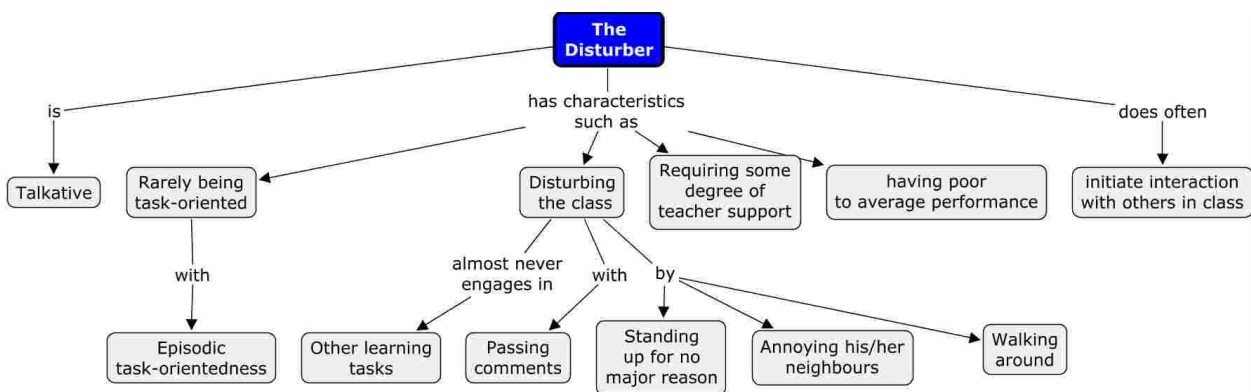 The
Disturber
is
has characteristics
such as
does often
Talkative
Rarely being
task-oriented
Disturbing
the class
Requiring some
degree of
teacher support
having poor
to average performance
initiate interaction
with others in class
with
almost never
engages in
with
by
Episodic
task-orientedness
Other learning
tasks
Passing
comments
Standing
up for no
major reason
Annoying his/her
neighbours
Walking
around